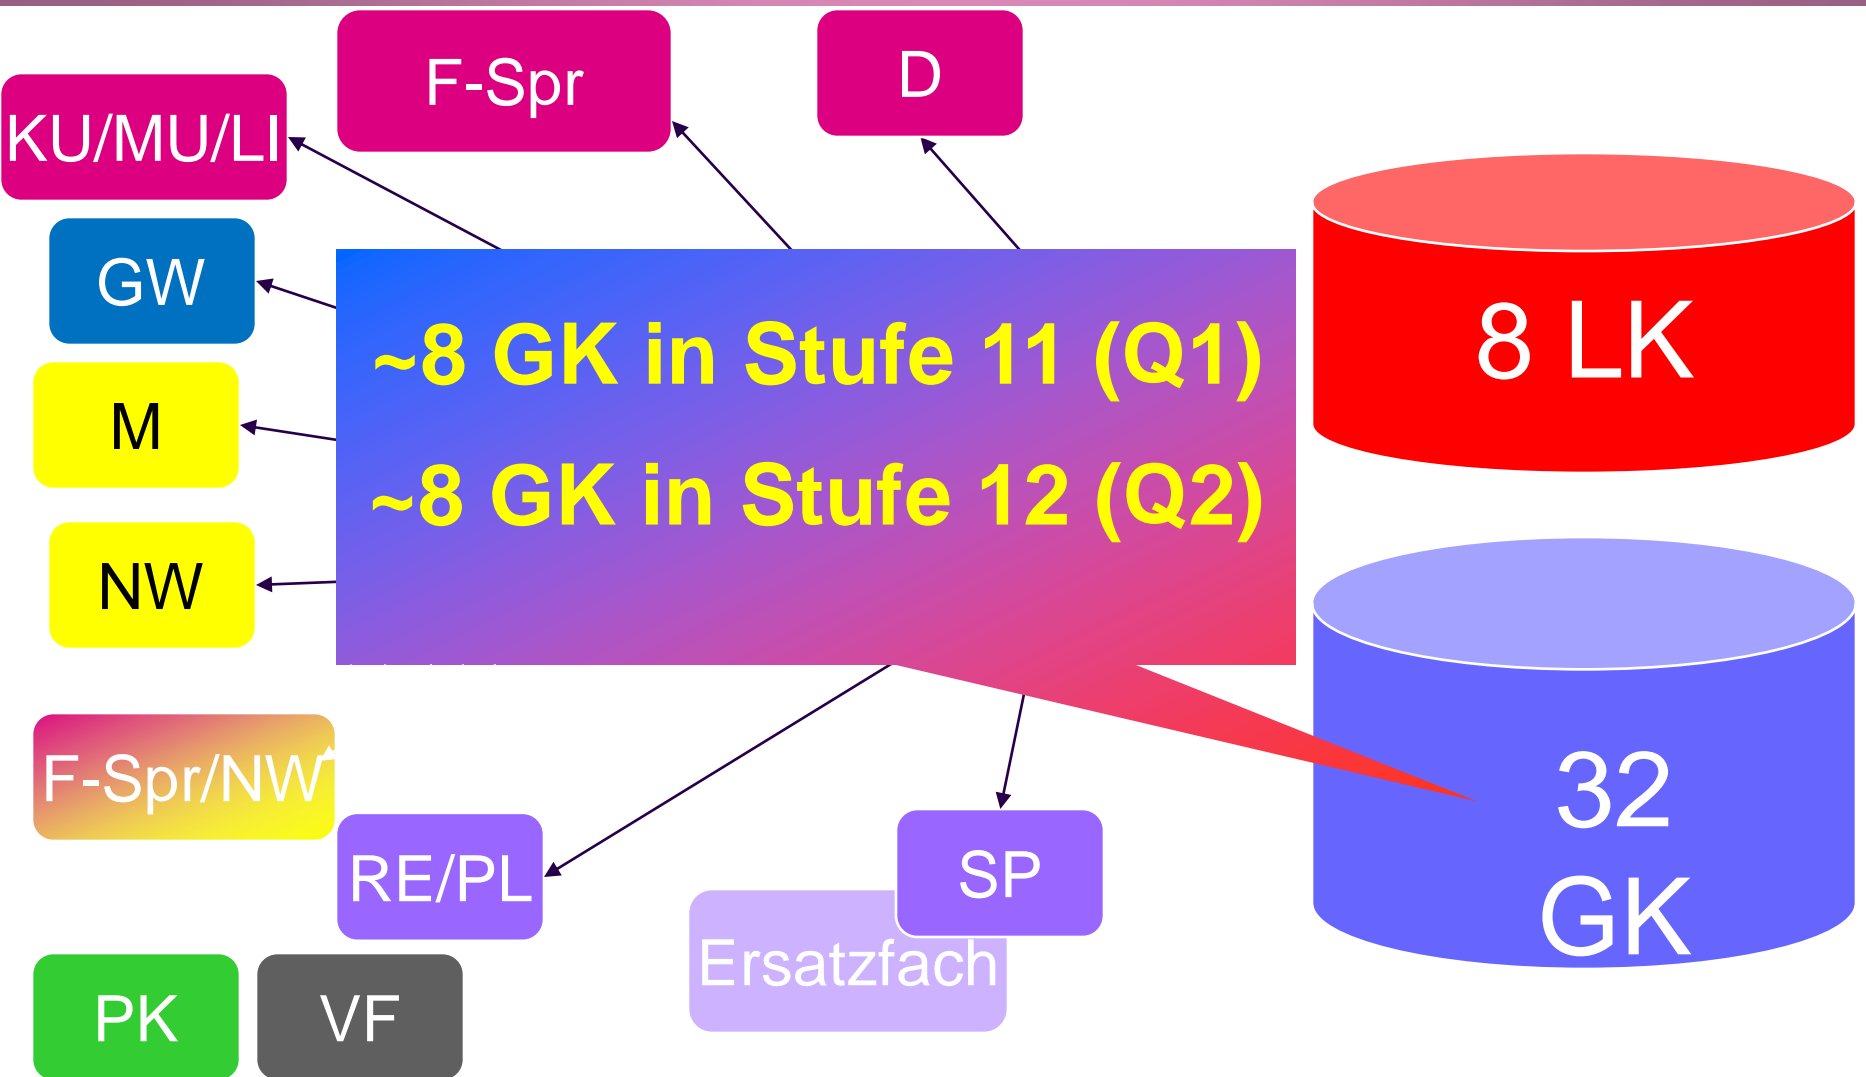 F-Spr
D
KU/MU/LI
GW
M
NW
~8 GK in Stufe 11 (Q1)
~8 GK in Stufe 12 (Q2)
8 LK
32
GK
F-Spr/NW
RE/PL
SP
Ersatzfach
PK
VF